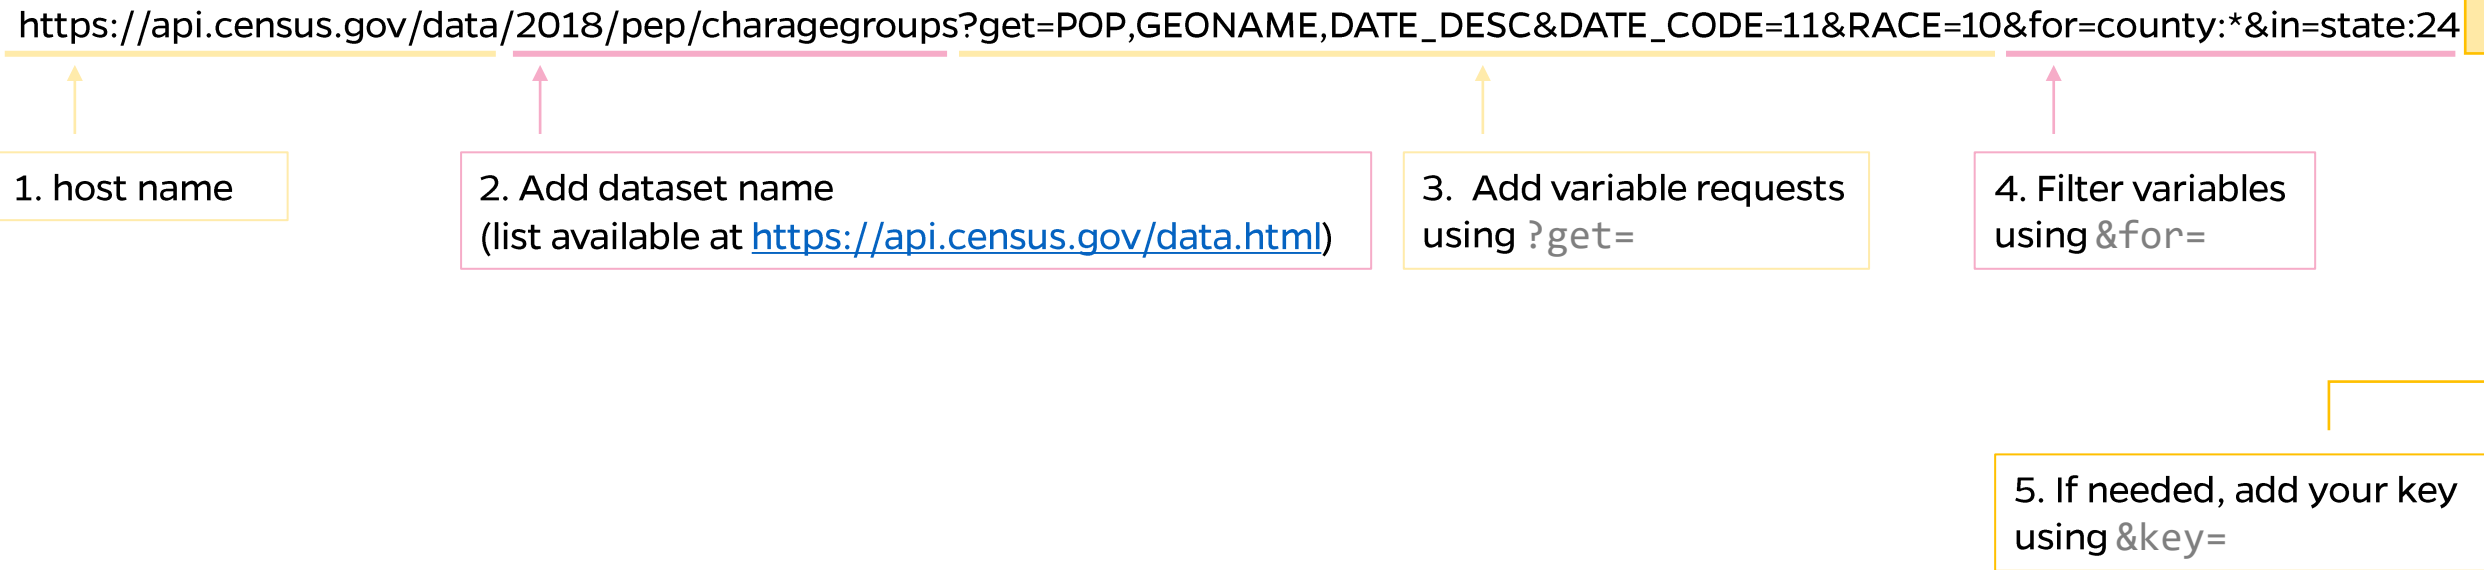 https://api.census.gov/data/2018/pep/charagegroups?get=POP,GEONAME,DATE_DESC&DATE_CODE=11&RACE=10&for=county:*&in=state:24
1. host name
2. Add dataset name
(list available at https://api.census.gov/data.html)
3. Add variable requests
using ?get=
4. Filter variables
using &for=
5. If needed, add your key
using &key=